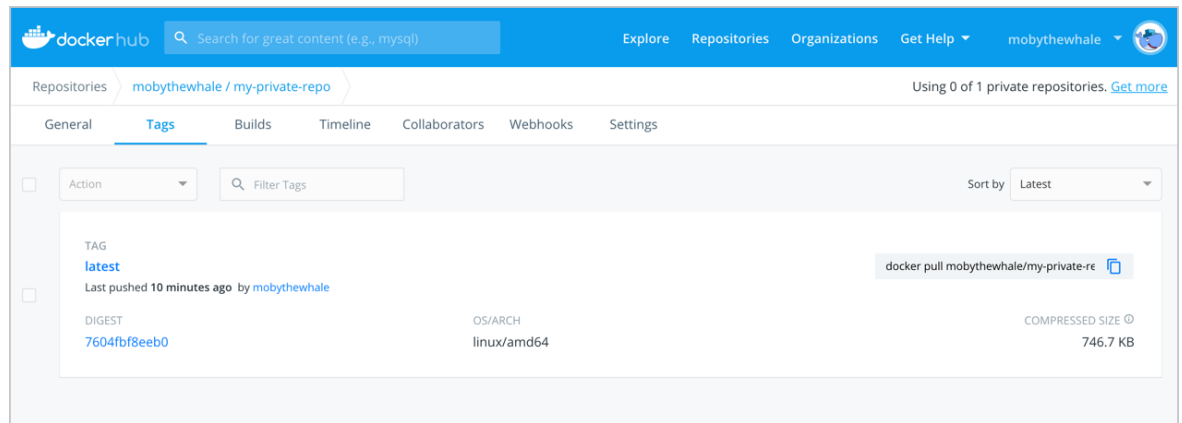 dockerhub Search for great content (e.g., mysql) Explore Repositories Organizations Get Help mobythewhale
Repositories mobythewhale / my-private-repo Using 0 of 1 private repositories. Get more
General Tags Builds Timeline Collaborators Webhooks Settings
Action Filter Tags Sort by Latest
TAG
latest docker pull mobythewhale/my-private-re
Last pushed 10 minutes ago by mobythewhale
DIGEST OS/ARCH COMPRESSED SIZE
7604fbf8eeb0 linux/amd64 746.7 KB